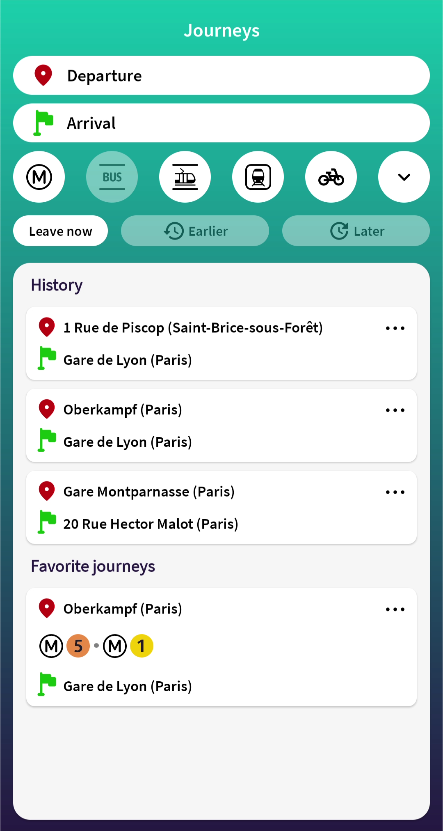 Journeys
Departure
Arrival
M BUS
Leave now Earlier Later
History
1 Rue de Piscop (Saint-Brice-sous-Forêt)
Gare de Lyon (Paris)
Oberkampf (Paris)
Gare de Lyon (Paris)
Gare Montparnasse (Paris)
20 Rue Hector Malot (Paris)
Favorite journeys
Oberkampf (Paris)
M 5 • M 1
Gare de Lyon (Paris)